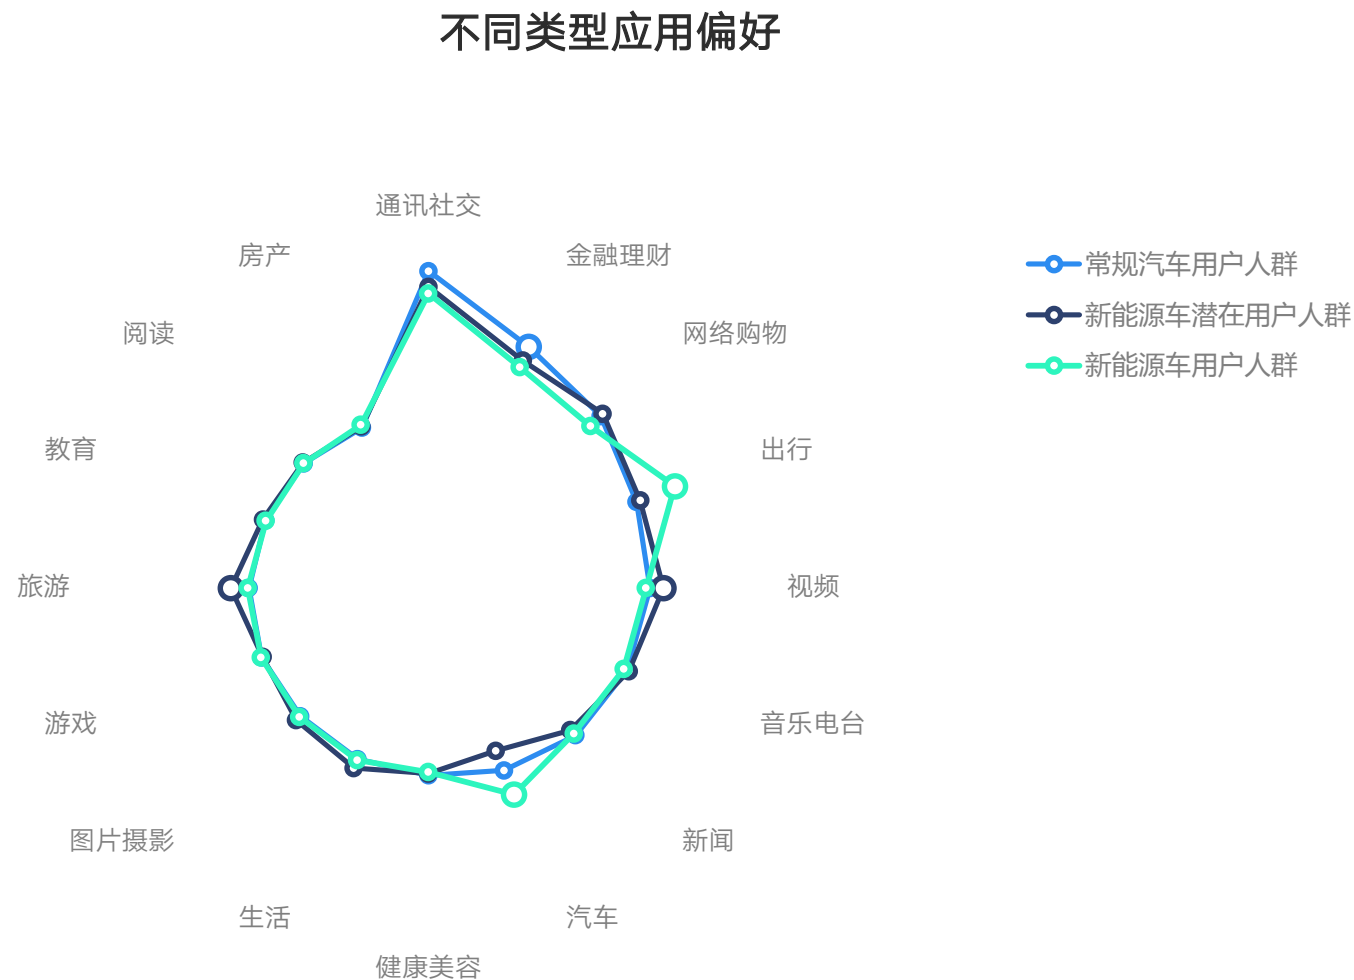 不同类型应用偏好
通讯社交
房产
金融理财
阅读
网络购物
教育
出行
旅游
视频
游戏
音乐电台
图片摄影
新闻
生活
汽车
健康美容
常规汽车用户人群
新能源车潜在用户人群
新能源车用户人群